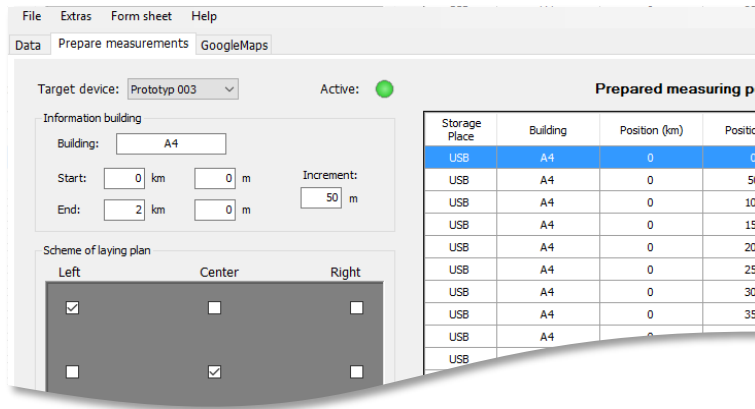 File Extras Form sheet Help
Data Prepare measurements GoogleMaps
Target device: Prototyp 003 Active:
Information building
Building: A4
Start: 0 km 0 m Increment:
50 m
End: 2 km 0 m
Scheme of laying plan
Left Center Right
Prepared measuring p
Storage Place Building Position (km) Positio
USB A4 0 0
USB A4 0 50
USB A4 0 10
USB A4 0 15
USB A4 0 20
USB A4 0 25
USB A4 0 30
USB A4 0 35
USB A4 0
USB